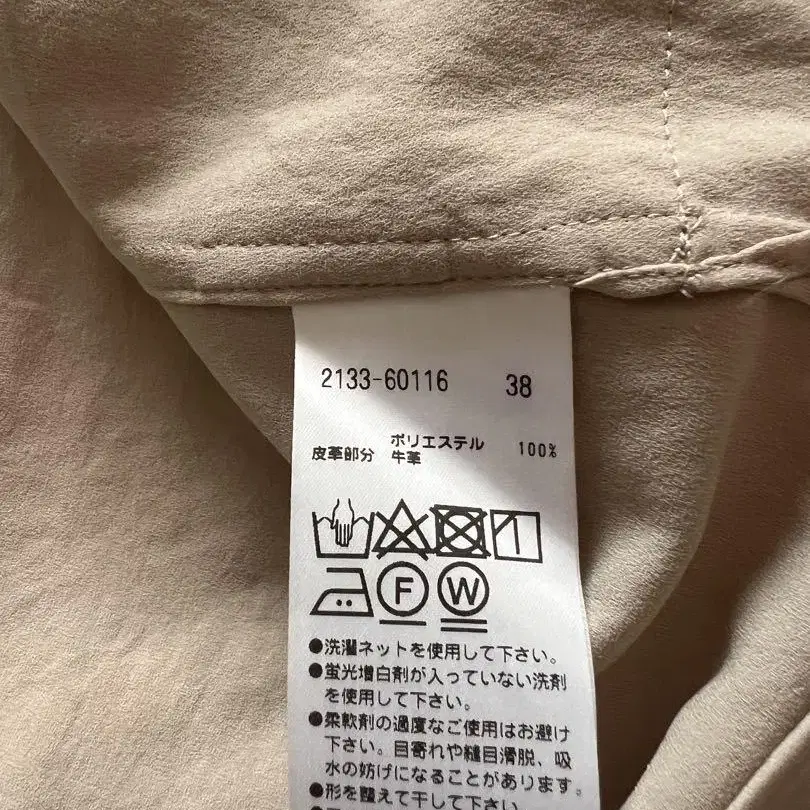 2133-60116 38
ポリエステル 100%
皮革部分 牛革
F W
●洗濯ネットを使用して下さい。
●蛍光増白剤が入っていない洗剤
を使用して下さい。
●柔軟剤の過度なご使用はお避け
下さい。目寄れや縫目滑脱、吸
水の妨げになることがあります。
●形を整えて干して下さい。